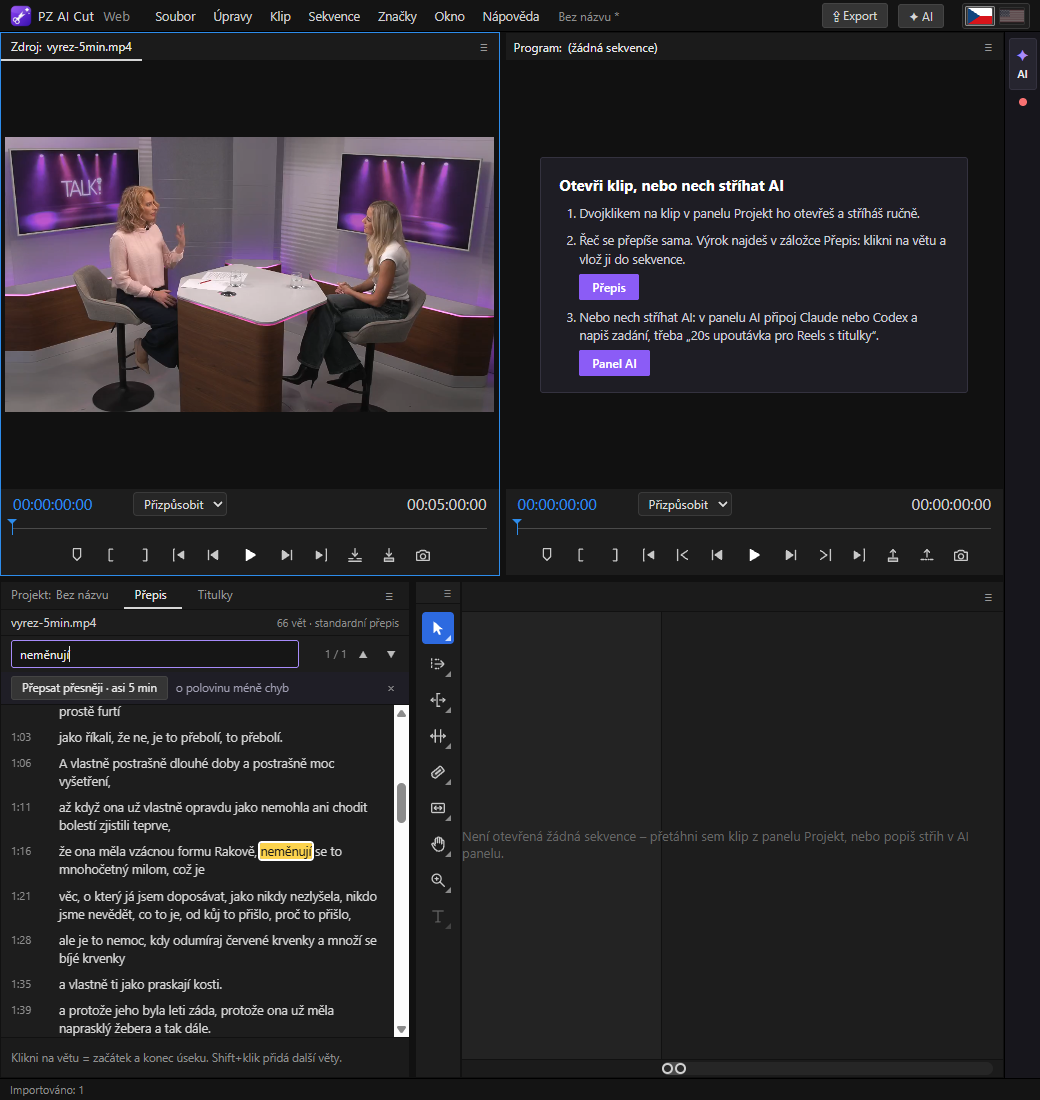 PZ AI Cut Web Soubor Úpravy Klip Sekvence Značky Okno Nápověda Bez názvu * Export AI
Zdroj: vyrez-5min.mp4
Program: (žádná sekvence)
AI
TALK
Otevři klip, nebo nech stříhat AI
1. Dvojklikem na klip v panelu Projekt ho otevřeš a stříháš ručně.
2. Řeč se přepíše sama. Výrok najdeš v záložce Přepis: klikni na větu a
vlož ji do sekvence.
Přepis
3. Nebo nech stříhat AI: v panelu AI připoj Claude nebo Codex a
napiš zadání, třeba „20s upoutávka pro Reels s titulky“.
Panel AI
00:00:00:00 Přizpůsobit 00:05:00:00
00:00:00:00 Přizpůsobit 00:00:00:00
Projekt: Bez názvu Přepis Titulky
vyrez-5min.mp4 66 vět · standardní přepis
neměnují 1 / 1
Přepsat přesněji · asi 5 min o polovinu méně chyb ×
prostě furtí
1:03 jako říkali, že ne, je to přebolí, to přebolí.
1:06 A vlastně postrašně dlouhé doby a postrašně moc
vyšetření,
1:11 až když ona už vlastně opravdu jako nemohla ani chodit
bolestí zjistili teprve,
1:16 že ona měla vzácnou formu Rakově, neměnují se to
mnohočetný milom, což je
1:21 věc, o který já jsem doposávat, jako nikdy nezlyšela, nikdo
jsme nevědět, co to je, od kůj to přišlo, proč to přišlo,
1:28 ale je to nemoc, kdy odumíraj červené krvenky a množí se
bíjé krvenky
1:35 a vlastně ti jako praskají kosti.
1:39 a protože jeho byla leti záda, protože ona už měla
naprasklý žebera a tak dále.
Klikni na větu = začátek a konec úseku. Shift+klik přidá další věty.
T
Není otevřená žádná sekvence – přetáhni sem klip z panelu Projekt, nebo popiš střih v AI
panelu.
Importováno: 1